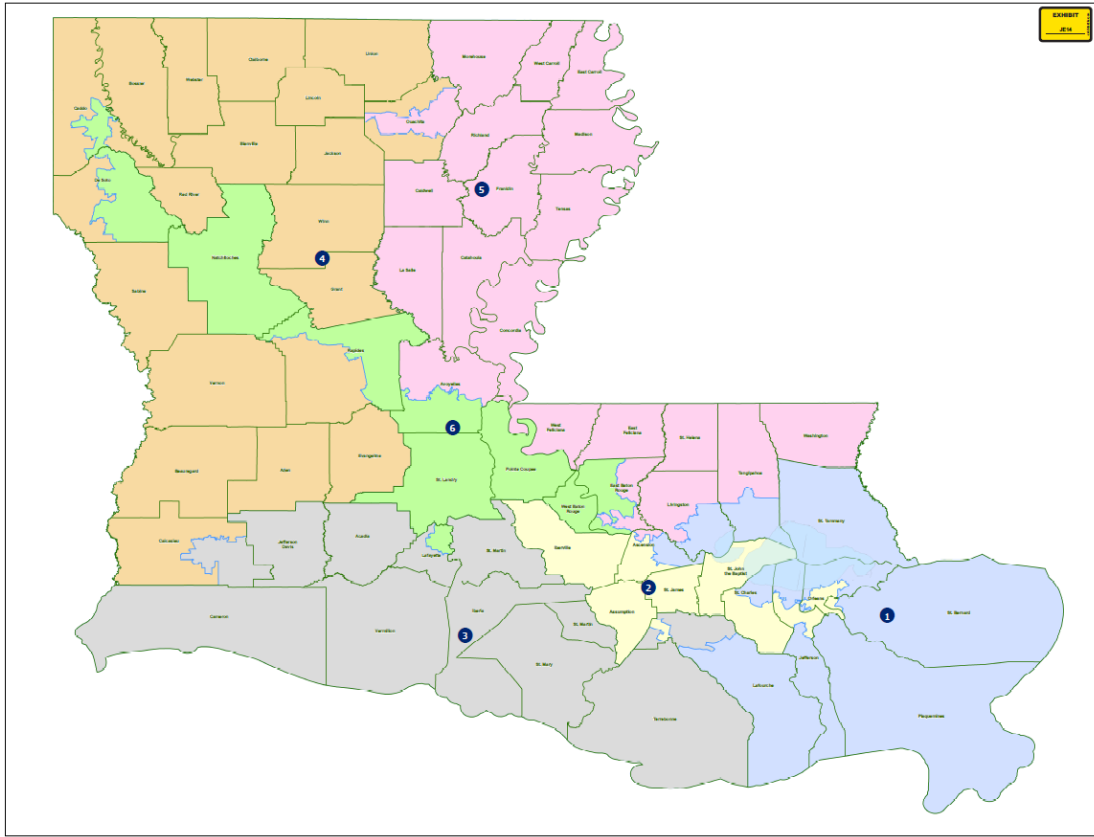 EXHIBIT
JE14
Union
Claiborne
Morehouse
West Carroll
East Carroll
Webster
Bossier
Lincoln
Caddo
Ouachita
Richland
Madison
Bienville
Jackson
De Soto
Red River
Caldwell
5
Franklin
Tensas
Winn
Natchitoches
4
La Salle
Catahoula
Sabine
Grant
Concordia
Rapides
Vernon
Avoyelles
6
West
Feliciana
East
Feliciana
St. Helena
Washington
Beauregard
Allen
Evangeline
St. Landry
Pointe Coupee
Tangipahoa
East Baton
Rouge
West Baton
Rouge
Livingston
St. Tammany
Calcasieu
Jefferson
Davis
Acadia
Lafayette
St. Martin
Iberville
Ascension
St. John
the Baptist
2
St. James
St. Charles
Orleans
Cameron
Vermilion
Iberia
St. Martin
Assumption
1
St. Bernard
3
St. Mary
Jefferson
Lafourche
Terrebonne
Plaquemines